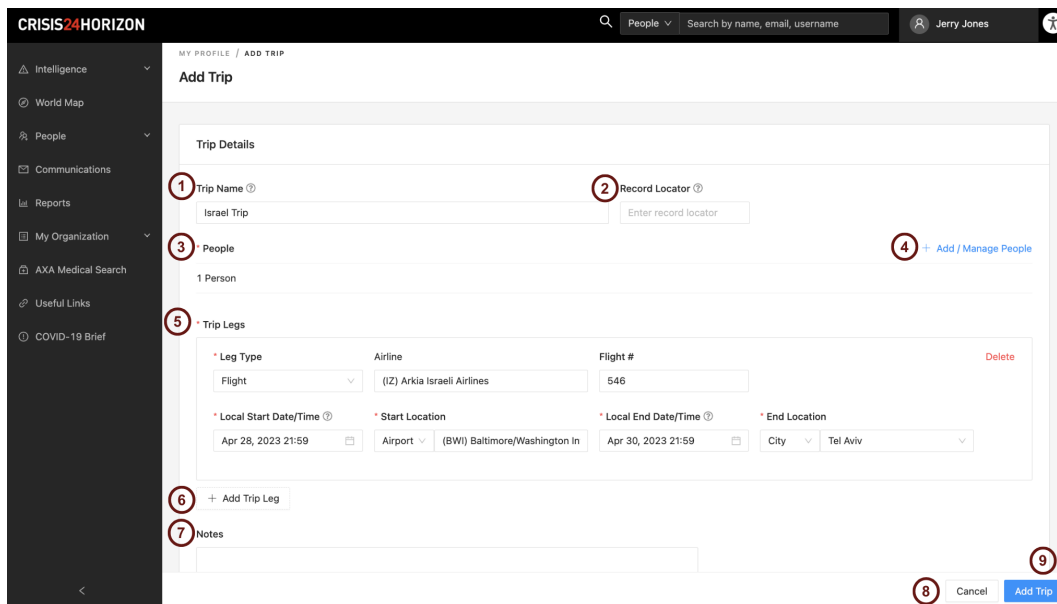 CRISIS24HORIZON
People Search by name, email, username Jerry Jones
MY PROFILE / ADD TRIP
Add Trip
Intelligence
World Map
People
Communications
Reports
My Organization
AXA Medical Search
Useful Links
COVID-19 Brief
Trip Details
1 Trip Name 2 Record Locator
Israel Trip Enter record locator
3 * People 4 + Add / Manage People
1 Person
5 * Trip Legs
* Leg Type Airline Flight # Delete
Flight (IZ) Arkia Israeli Airlines 546
* Local Start Date/Time * Start Location * Local End Date/Time * End Location
Apr 28, 2023 21:59 Airport (BWI) Baltimore/Washington In Apr 30, 2023 21:59 City Tel Aviv
6 + Add Trip Leg
7 Notes
8 Cancel 9 Add Trip